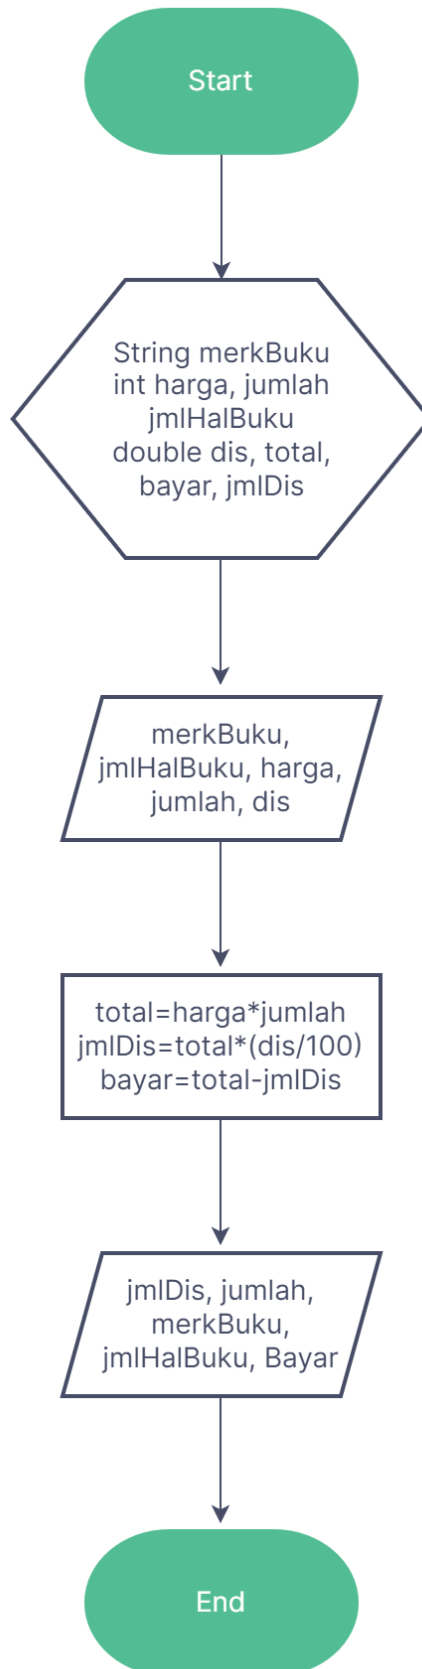 Start
String merkBuku
int harga, jumlah
jmlHalBuku
double dis, total,
bayar, jmlDis
merkBuku,
jmlHalBuku, harga,
jumlah, dis
total=harga*jumlah
jmlDis=total*(dis/100)
bayar=total-jmlDis
jmlDis, jumlah,
merkBuku,
jmlHalBuku, Bayar
End